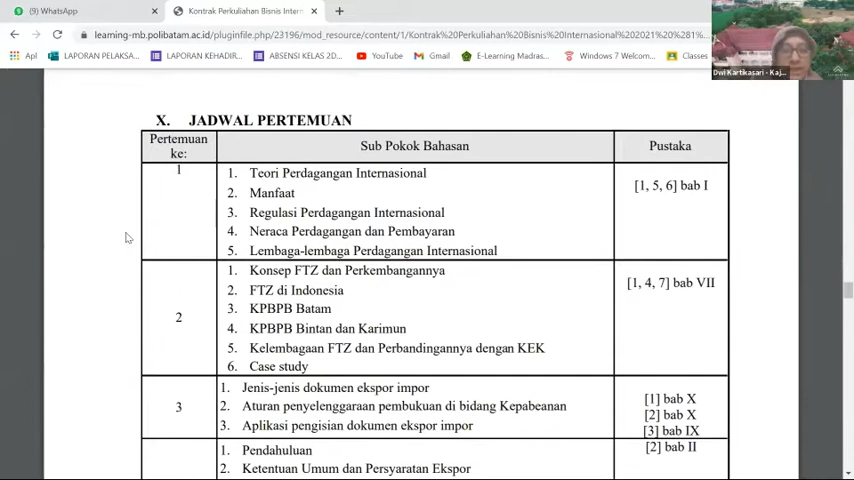 (9) WhatsApp
Kontrak Perkuliahan Bisnis Intern
learning-mb.polibatam.ac.id/pluginfile.php/23196/mod_resource/content/1/Kontrak%20Perkuliahan%20Bisnis%20Internasional%202021%20%281%...
Apl
LAPORAN PELAKSA...
LAPORAN KEHADIR...
ABSENSI KELAS 2D...
YouTube
Gmail
E-Learning Madras...
Windows 7 Welcom...
Classes
Dwi Kartikasari - Kaj...
X. JADWAL PERTEMUAN
Pertemuan ke:
Sub Pokok Bahasan
Pustaka
1
1. Teori Perdagangan Internasional
2. Manfaat
3. Regulasi Perdagangan Internasional
4. Neraca Perdagangan dan Pembayaran
5. Lembaga-lembaga Perdagangan Internasional
[1, 5, 6] bab I
2
1. Konsep FTZ dan Perkembangannya
2. FTZ di Indonesia
3. KPBPB Batam
4. KPBPB Bintan dan Karimun
5. Kelembagaan FTZ dan Perbandingannya dengan KEK
6. Case study
[1, 4, 7] bab VII
3
1. Jenis-jenis dokumen ekspor impor
2. Aturan penyelenggaraan pembukuan di bidang Kepabeanan
3. Aplikasi pengisian dokumen ekspor impor
[1] bab X
[2] bab X
[3] bab IX
1. Pendahuluan
2. Ketentuan Umum dan Persyaratan Ekspor
[2] bab II